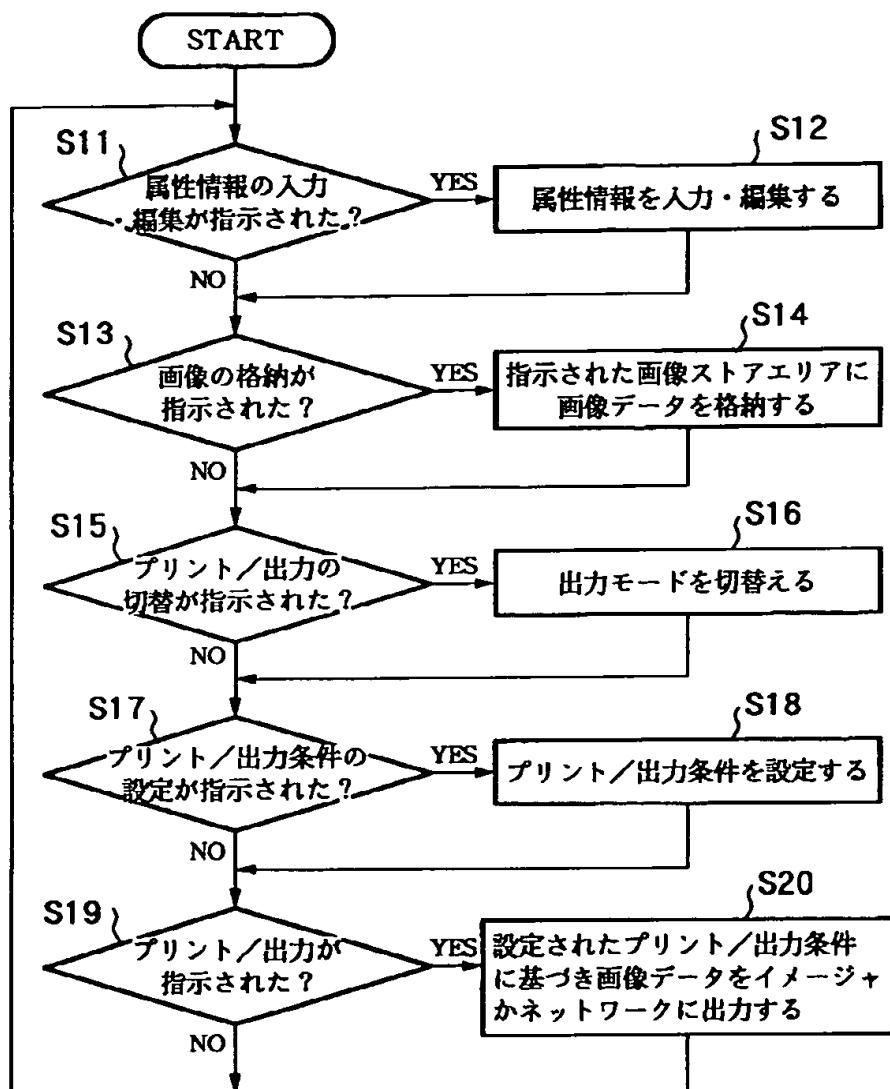 START
S11
属性情報の入力
・編集が指示された?
YES
S12
属性情報を入力・編集する
NO
S13
画像の格納が
指示された?
YES
S14
指示された画像ストアエリアに
画像データを格納する
NO
S15
プリント/出力の
切替が指示された?
YES
S16
出力モードを切替える
NO
S17
プリント/出力条件の
設定が指示された?
YES
S18
プリント/出力条件を設定する
NO
S19
プリント/出力が
指示された?
YES
S20
設定されたプリント/出力条件
に基づき画像データをイメージャ
かネットワークに出力する
NO